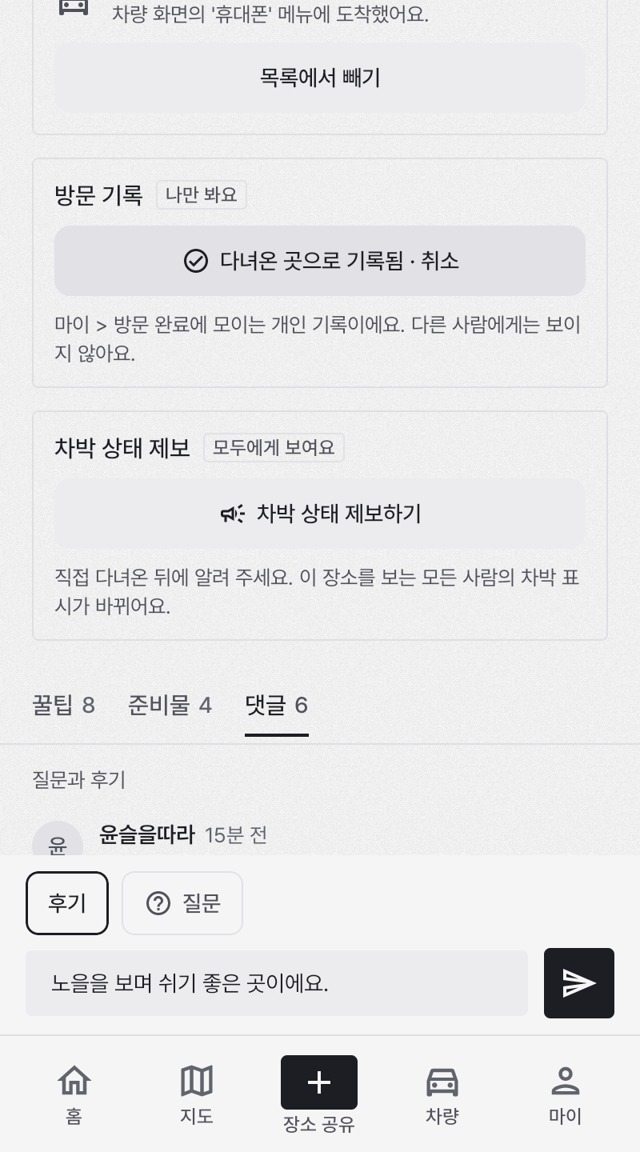 차량 화면의 '휴대폰' 메뉴에 도착했어요.
목록에서 빼기
방문 기록 나만 봐요
다녀온 곳으로 기록됨 · 취소
마이 > 방문 완료에 모이는 개인 기록이에요. 다른 사람에게는 보이
지 않아요.
차박 상태 제보 모두에게 보여요
차박 상태 제보하기
직접 다녀온 뒤에 알려 주세요. 이 장소를 보는 모든 사람의 차박 표
시가 바뀌어요.
꿀팁 8 준비물 4 댓글 6
질문과 후기
윤 윤슬을따라 15분 전
후기 질문
노을을 보며 쉬기 좋은 곳이에요.
홈 지도 장소 공유 차량 마이